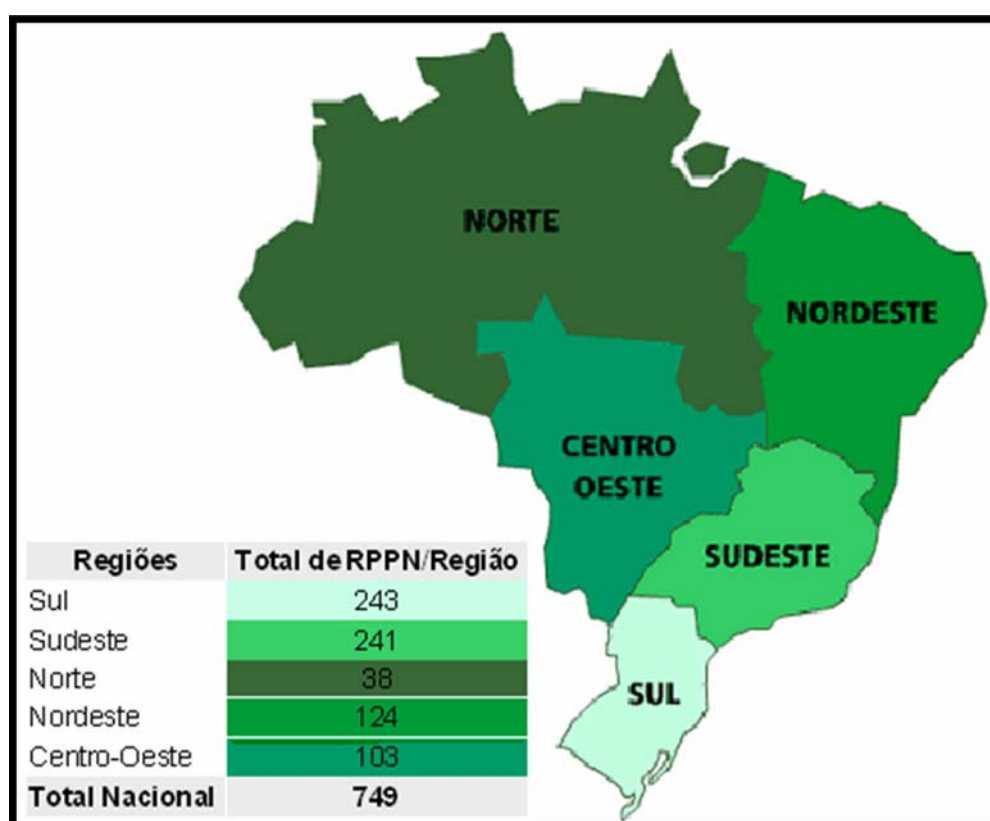 NORTE
NORDESTE
CENTRO
OESTE
SUDESTE
SUL
Regiões Total de RPPN/Região
Sul 243
Sudeste 241
Norte 38
Nordeste 124
Centro-Oeste 103
Total Nacional 749